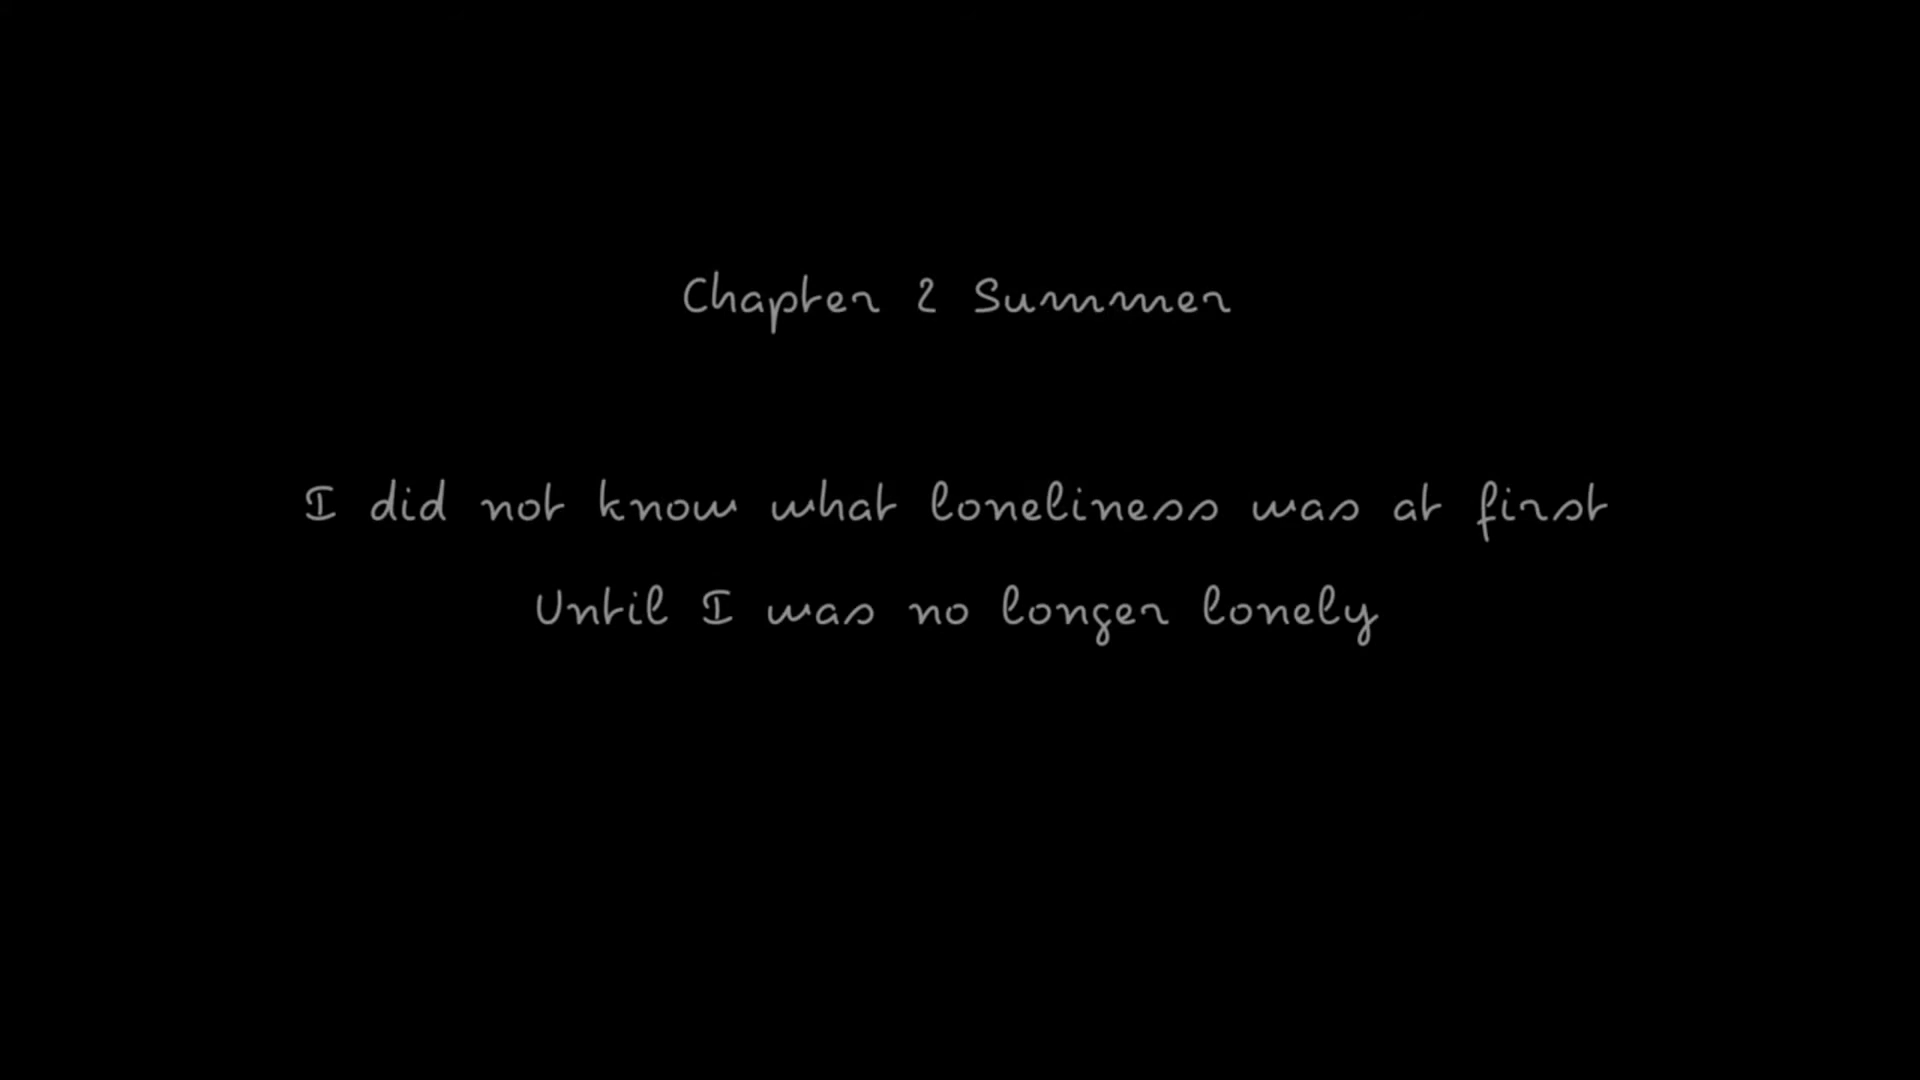 Chapter 2 Summer
I did not know what loneliness was at first
Until I was no longer lonely